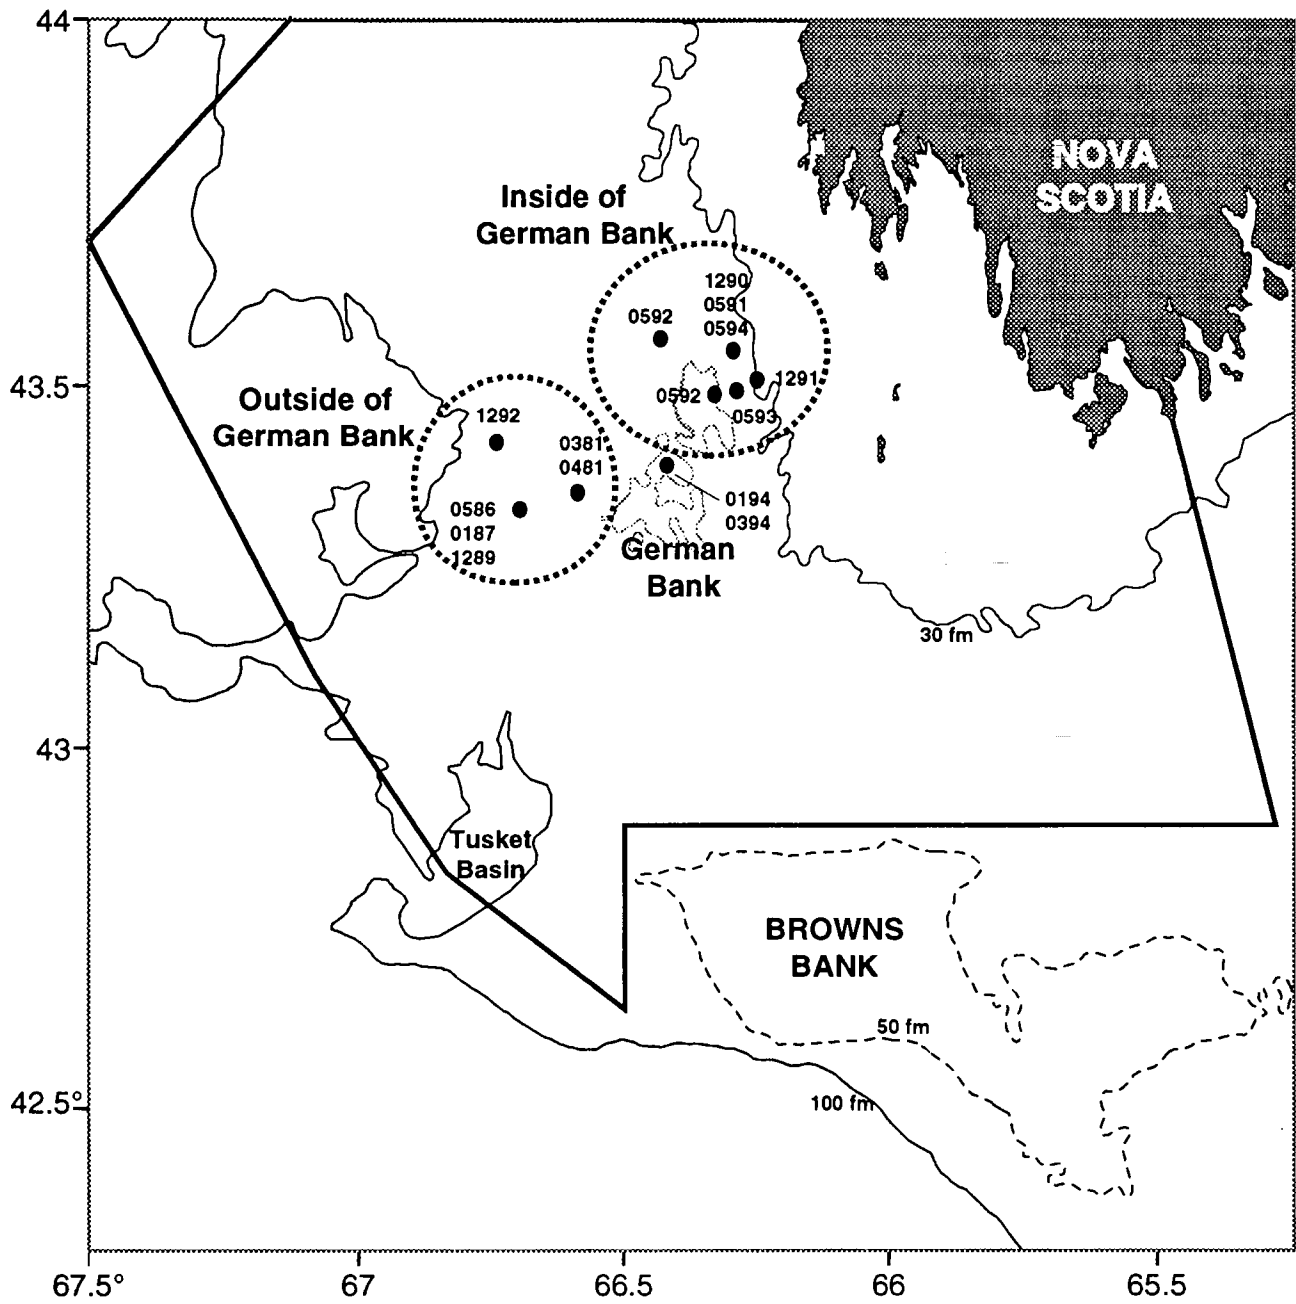 44
NOVA
SCOTIA
Inside of
German Bank
1290
0591
0594
0592
43.5
1291
0592
0593
Outside of
German Bank
1292
0381
0481
0586
0187
1289
0194
0394
German
Bank
30 fm
43
Tusket
Basin
BROWNS
BANK
50 fm
100 fm
42.5°
67.5°
67
66.5
66
65.5